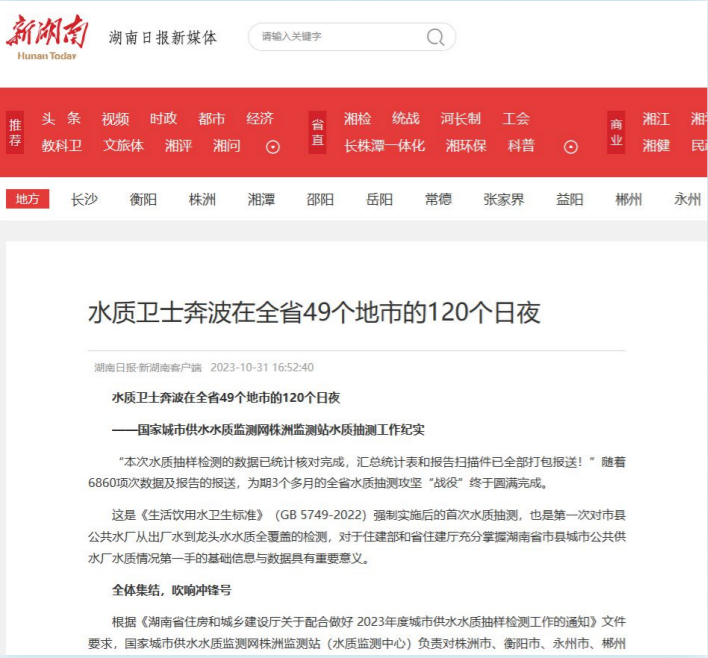 新湖南
Hunan Today
湖南日报新媒体
请输入关键字
推荐 头条 视频 时政 都市 经济 省直 湘检 统战 河长制 工会 商业 湘江
教科卫 文旅体 湘评 湘问 长株潭一体化 湘环保 科普 湘健
地方 长沙 衡阳 株洲 湘潭 邵阳 岳阳 常德 张家界 益阳 郴州 永州
水质卫士奔波在全省49个地市的120个日夜
湖南日报·新湖南客户端 2023-10-31 16:52:40
水质卫士奔波在全省49个地市的120个日夜
——国家城市供水水质监测网株洲监测站水质抽测工作纪实
“本次水质抽样检测的数据已统计核对完成，汇总统计表和报告扫描件已全部打包报送！”随着
6860项次数据及报告的报送，为期3个多月的全省水质抽测攻坚“战役”终于圆满完成。
这是《生活饮用水卫生标准》（GB 5749-2022）强制实施后的首次水质抽测，也是第一次对市县
公共水厂从出厂水到龙头水水质全覆盖的检测，对于住建部和省住建厅充分掌握湖南省市县城市公共供
水厂水质情况第一手的基础信息与数据具有重要意义。
全体集结，吹响冲锋号
根据《湖南省住房和城乡建设厅关于配合做好 2023年度城市供水水质抽样检测工作的通知》文件
要求，国家城市供水水质监测网株洲监测站（水质监测中心）负责对株洲市、衡阳市、永州市、郴州